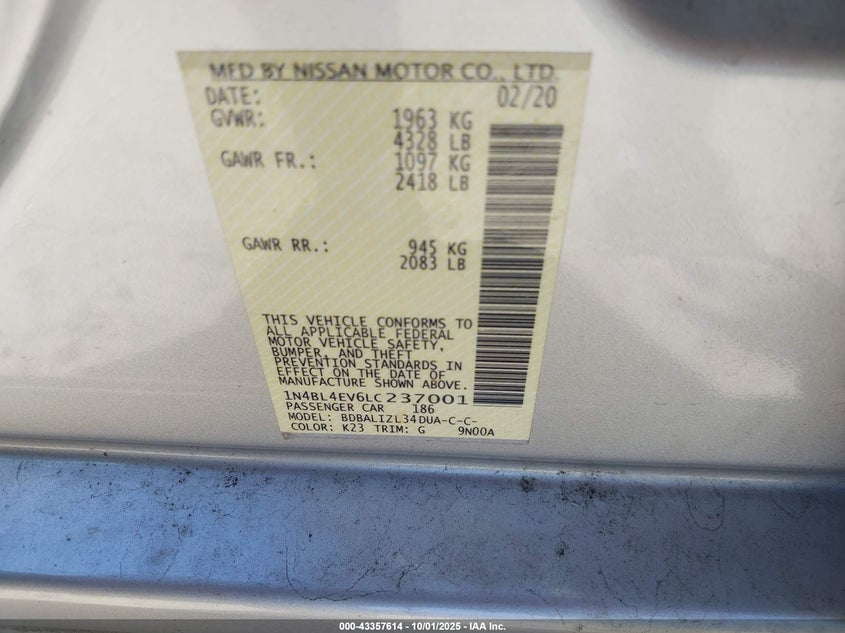 MFD BY NISSAN MOTOR CO., LTD.
DATE: 02/20
GVWR: 1963 KG
4328 LB
GAWR FR.: 1097 KG
2418 LB
GAWR RR.: 945 KG
2083 LB
THIS VEHICLE CONFORMS TO
ALL APPLICABLE FEDERAL
MOTOR VEHICLE SAFETY,
BUMPER, AND THEFT
PREVENTION STANDARDS IN
EFFECT ON THE DATE OF
MANUFACTURE SHOWN ABOVE.
1N4BL4EV6LC237001
PASSENGER CAR 186
MODEL: BDBALIZL34DUA-C-C-
COLOR: K23 TRIM: G 9N00A
000-43357614 - 10/01/2025 - IAA Inc.